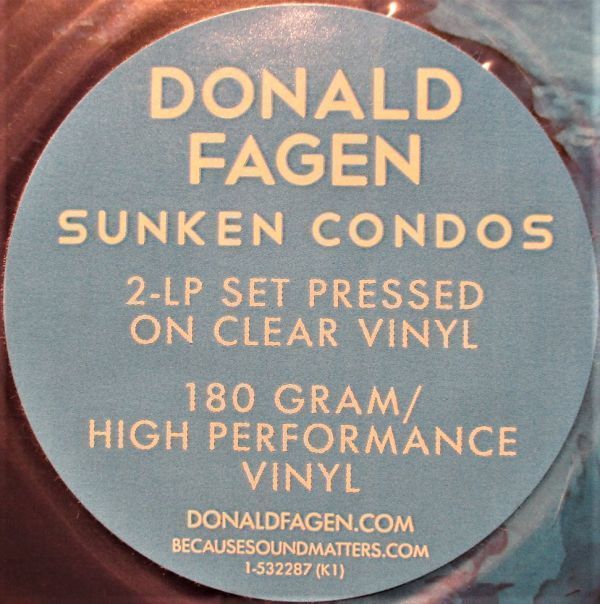 DONALD
FAGEN
SUNKEN CONDOS
2-LP SET PRESSED
ON CLEAR VINYL
180 GRAM/
HIGH PERFORMANCE
VINYL
DONALDFAGEN.COM
BECAUSESOUNDMATTERS.COM
1-532287 (K1)